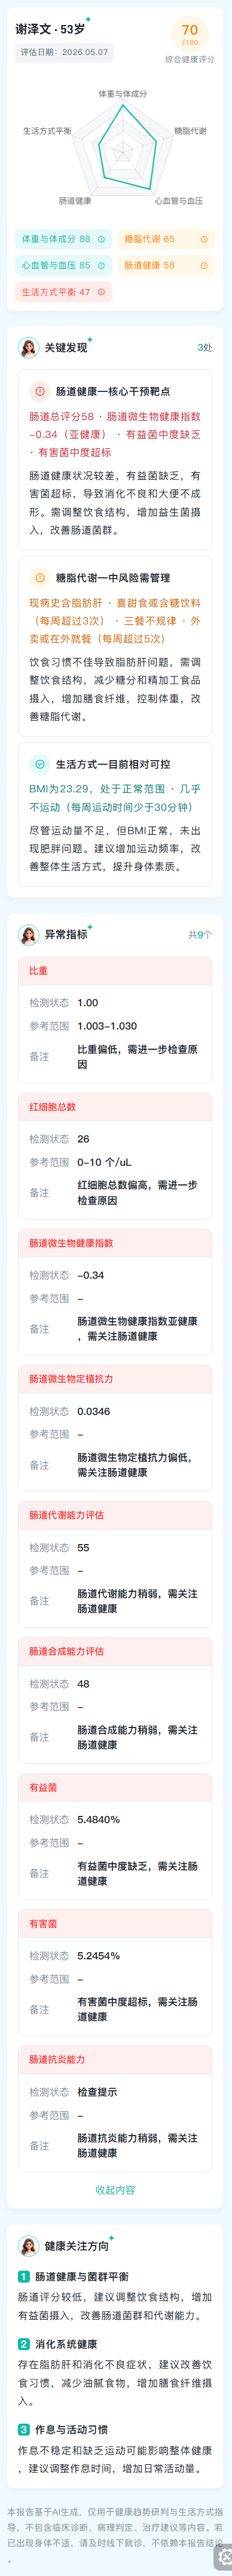 谢泽文 · 53岁
评估日期：2026.05.07
70
/100
综合健康评分
体重与体成分
生活方式平衡
糖脂代谢
肠道健康
心血管与血压
体重与体成分 88
糖脂代谢 65
心血管与血压 85
肠道健康 58
生活方式平衡 47
关键发现
3处
肠道健康—核心干预靶点
肠道总评分58 · 肠道微生物健康指数
-0.34（亚健康） · 有益菌中度缺乏
· 有害菌中度超标
肠道健康状况较差，有益菌缺乏，有
害菌超标，导致消化不良和大便不成
形。需调整饮食结构，增加益生菌摄
入，改善肠道菌群。
糖脂代谢—中风险需管理
现病史含脂肪肝 · 喜甜食或含糖饮料
（每周超过3次） · 三餐不规律 · 外
卖或在外就餐（每周超过5次）
饮食习惯不佳导致脂肪肝问题，需调
整饮食结构，减少糖分和精加工食品
摄入，增加膳食纤维，控制体重，改
善糖脂代谢。
生活方式—目前相对可控
BMI为23.29，处于正常范围 · 几乎
不运动（每周运动时间少于30分钟）
尽管运动量不足，但BMI正常，未出
现肥胖问题。建议增加运动频率，改
善整体生活方式，提升身体素质。
异常指标
共9个
比重
检测状态 1.00
参考范围 1.003-1.030
备注 比重偏低，需进一步检查原
因
红细胞总数
检测状态 26
参考范围 0-10 个/uL
备注 红细胞总数偏高，需进一步
检查原因
肠道微生物健康指数
检测状态 -0.34
参考范围 -
备注 肠道微生物健康指数亚健康
，需关注肠道健康
肠道微生物定植抗力
检测状态 0.0346
参考范围 -
备注 肠道微生物定植抗力偏低，
需关注肠道健康
肠道代谢能力评估
检测状态 55
参考范围 -
备注 肠道代谢能力稍弱，需关注
肠道健康
肠道合成能力评估
检测状态 48
参考范围 -
备注 肠道合成能力稍弱，需关注
肠道健康
有益菌
检测状态 5.4840%
参考范围 -
备注 有益菌中度缺乏，需关注肠
道健康
有害菌
检测状态 5.2454%
参考范围 -
备注 有害菌中度超标，需关注肠
道健康
肠道抗炎能力
检测状态 检查提示
参考范围 -
备注 肠道抗炎能力稍弱，需关注
肠道健康
收起内容
健康关注方向
1 肠道健康与菌群平衡
肠道评分较低，建议调整饮食结构，增加
有益菌摄入，改善肠道菌群和代谢能力。
2 消化系统健康
存在脂肪肝和消化不良症状，建议改善饮
食习惯，减少油腻食物，增加膳食纤维摄
入。
3 作息与活动习惯
作息不稳定和缺乏运动可能影响整体健康
，建议调整作息时间，增加日常活动量。
本报告基于AI生成，仅用于健康趋势研判与生活方式指
导，不包含临床诊断、病理判定、治疗建议等内容。若
已出现身体不适，请及时线下就诊，不依赖本报告结论
。